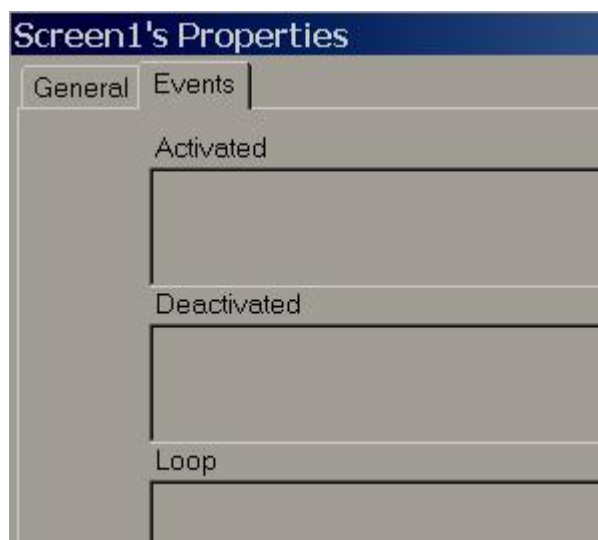 Screen1's Properties
General Events
Activated
Deactivated
Loop